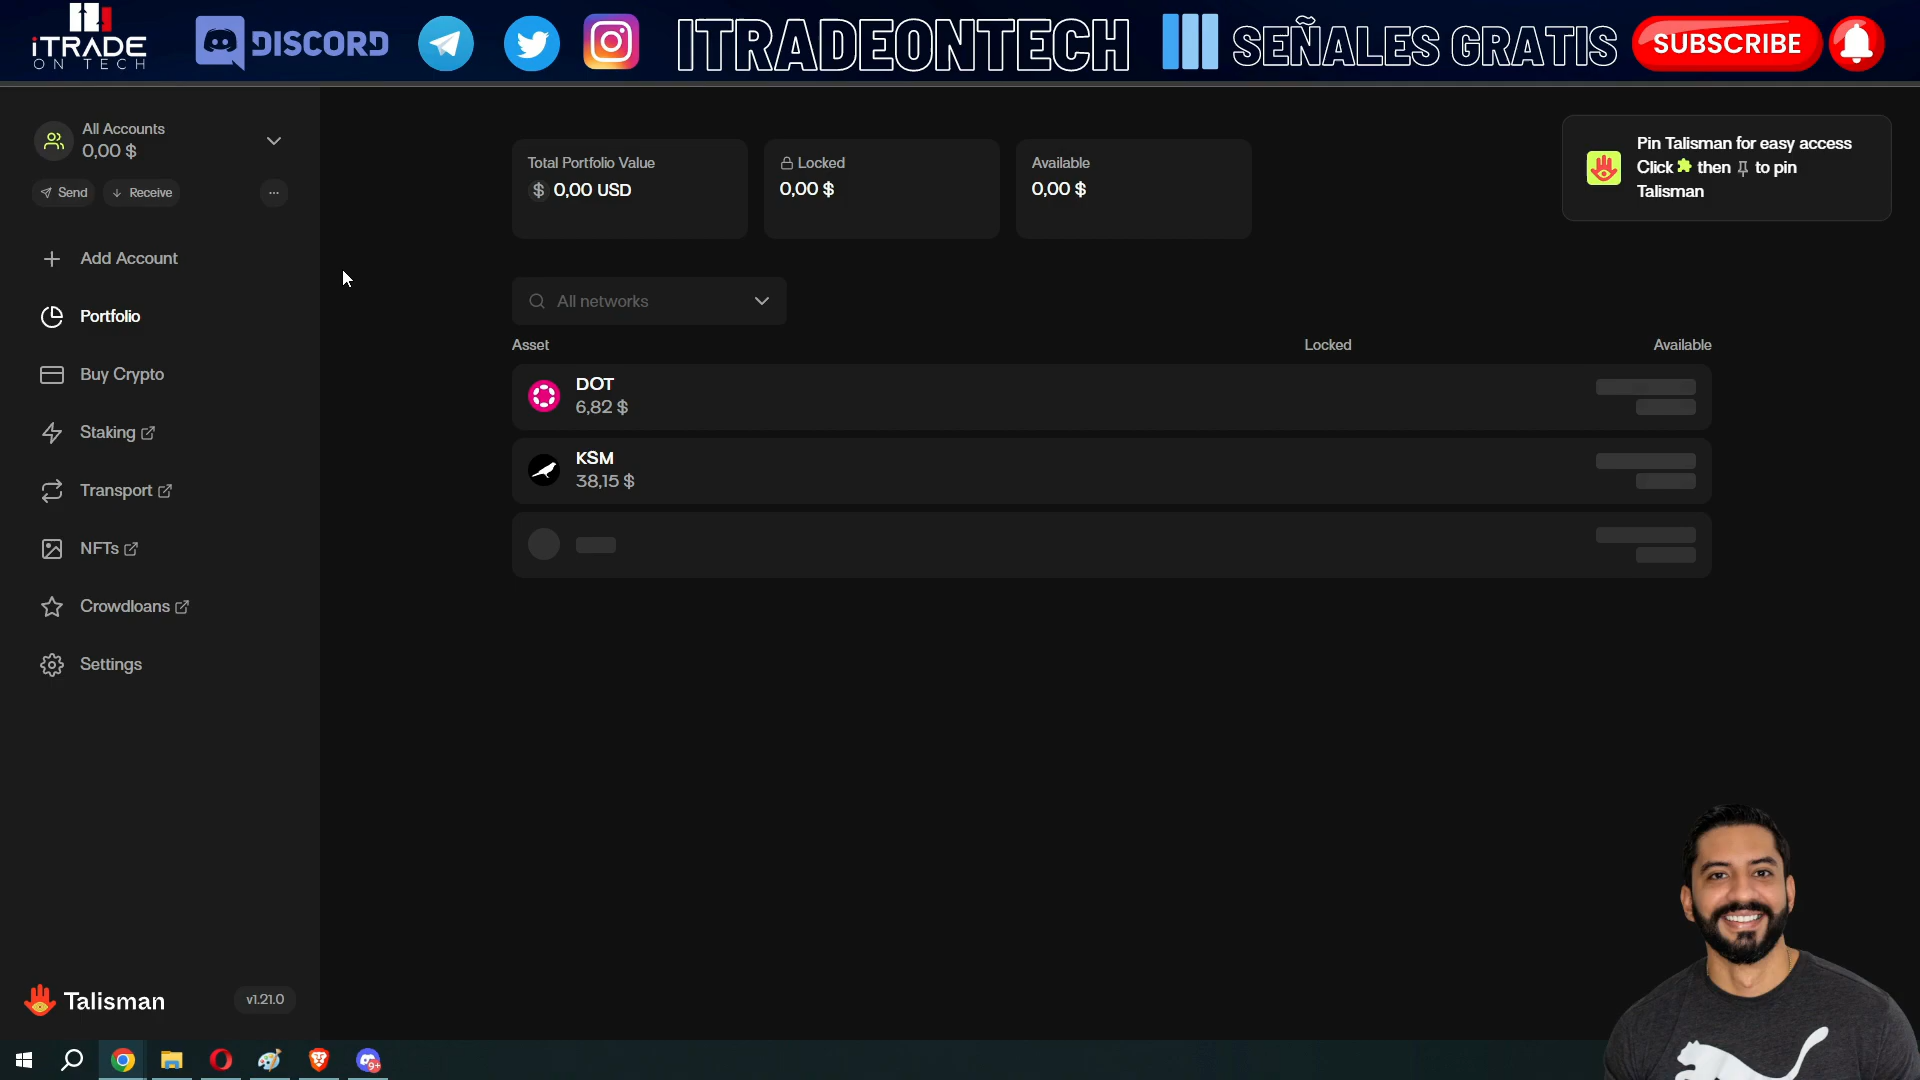 iTRADE
ON TECH
DISCORD
ITRADEONTECH
SEÑALES GRATIS
SUBSCRIBE
All Accounts
0,00 $
Send
Receive
Add Account
Portfolio
Buy Crypto
Staking
Transport
NFTs
Crowdloans
Settings
Talisman
v1.21.0
Total Portfolio Value
$ 0,00 USD
Locked
0,00 $
Available
0,00 $
Pin Talisman for easy access
Click then to pin
Talisman
All networks
Asset
Locked
Available
DOT
6,82 $
KSM
38,15 $
9+